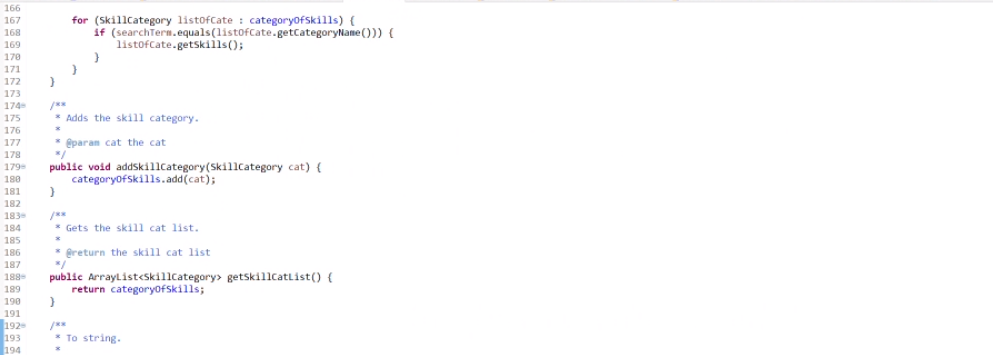 166
167 for (SkillCategory listOfCate : categoryOfSkills) {
168 if (searchTerm.equals(listOfCate.getCategoryName())) {
169 listOfCate.getSkills();
170 }
171 }
172 }
173
174 /**
175 * Adds the skill category.
176 *
177 * @param cat the cat
178 */
179 public void addSkillCategory(SkillCategory cat) {
180 categoryOfSkills.add(cat);
181 }
182
183 /**
184 * Gets the skill cat list.
185 *
186 * @return the skill cat list
187 */
188 public ArrayList<SkillCategory> getSkillCatList() {
189 return categoryOfSkills;
190 }
191
192 /**
193 * To string.
194 *